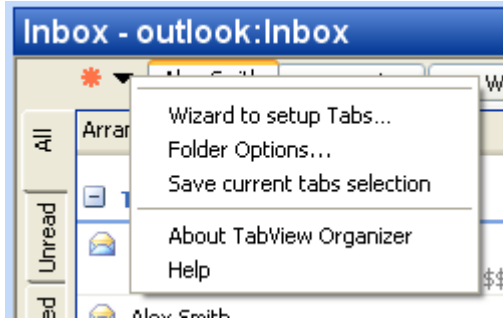 Inbox - outlook:Inbox
All
Unread
Wizard to setup Tabs...
Folder Options...
Save current tabs selection
About TabView Organizer
Help
$$
Alex Smith